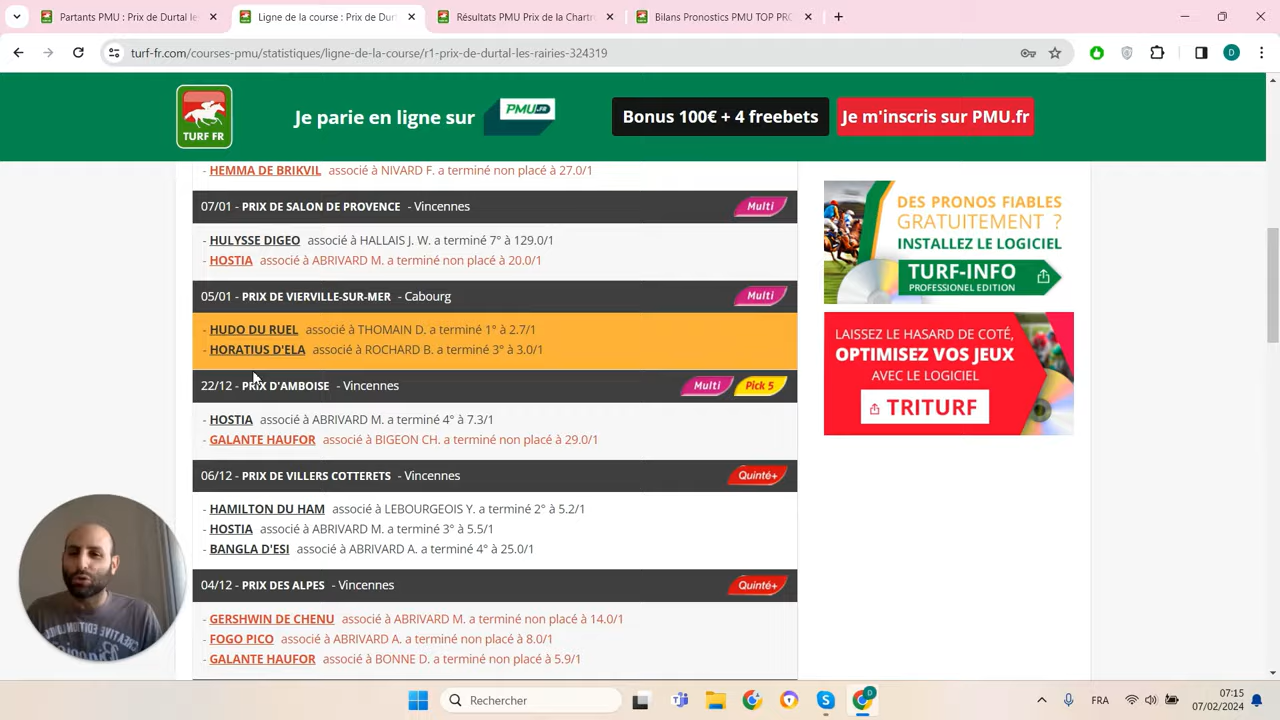 Partants PMU : Prix de Durtal le
Ligne de la course : Prix de Dur
Résultats PMU Prix de la Chartr
Bilans Pronostics PMU TOP PRO
turf-fr.com/courses-pmu/statistiques/ligne-de-la-course/r1-prix-de-durtal-les-rairies-324319
D
TURF FR
Je parie en ligne sur
PMU.FR
Bonus 100€ + 4 freebets
Je m'inscris sur PMU.fr
- HEMMA DE BRIKVIL associé à NIVARD F. a terminé non placé à 27.0/1
07/01 - PRIX DE SALON DE PROVENCE - Vincennes
Multi
- HULYSSE DIGEO associé à HALLAIS J. W. a terminé 7° à 129.0/1
- HOSTIA associé à ABRIVARD M. a terminé non placé à 20.0/1
05/01 - PRIX DE VIERVILLE-SUR-MER - Cabourg
Multi
- HUDO DU RUEL associé à THOMAIN D. a terminé 1° à 2.7/1
- HORATIUS D'ELA associé à ROCHARD B. a terminé 3° à 3.0/1
22/12 - PRIX D'AMBOISE - Vincennes
Multi Pick 5
- HOSTIA associé à ABRIVARD M. a terminé 4° à 7.3/1
- GALANTE HAUFOR associé à BIGEON CH. a terminé non placé à 29.0/1
06/12 - PRIX DE VILLERS COTTERETS - Vincennes
Quinté+
- HAMILTON DU HAM associé à LEBOURGEOIS Y. a terminé 2° à 5.2/1
- HOSTIA associé à ABRIVARD M. a terminé 3° à 5.5/1
- BANGLA D'ESI associé à ABRIVARD A. a terminé 4° à 25.0/1
04/12 - PRIX DES ALPES - Vincennes
Quinté+
- GERSHWIN DE CHENU associé à ABRIVARD M. a terminé non placé à 14.0/1
- FOGO PICO associé à ABRIVARD A. a terminé non placé à 8.0/1
- GALANTE HAUFOR associé à BONNE D. a terminé non placé à 5.9/1
DES PRONOS FIABLES
GRATUITEMENT ?
INSTALLEZ LE LOGICIEL
TURF-INFO
PROFESIONEL EDITION
LAISSEZ LE HASARD DE COTÉ,
OPTIMISEZ VOS JEUX
AVEC LE LOGICIEL
TRITURF
CREATIVE EDITION
Rechercher
D
FRA
07:15
07/02/2024